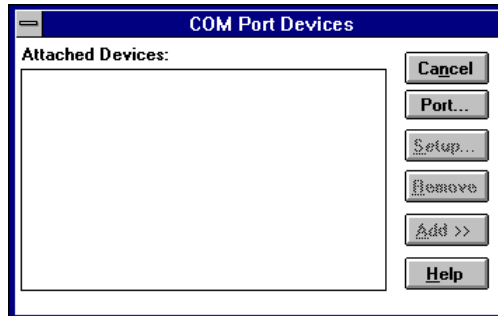 COM Port Devices
Attached Devices:
Cancel
Port...
Setup...
Remove
Add >>
Help